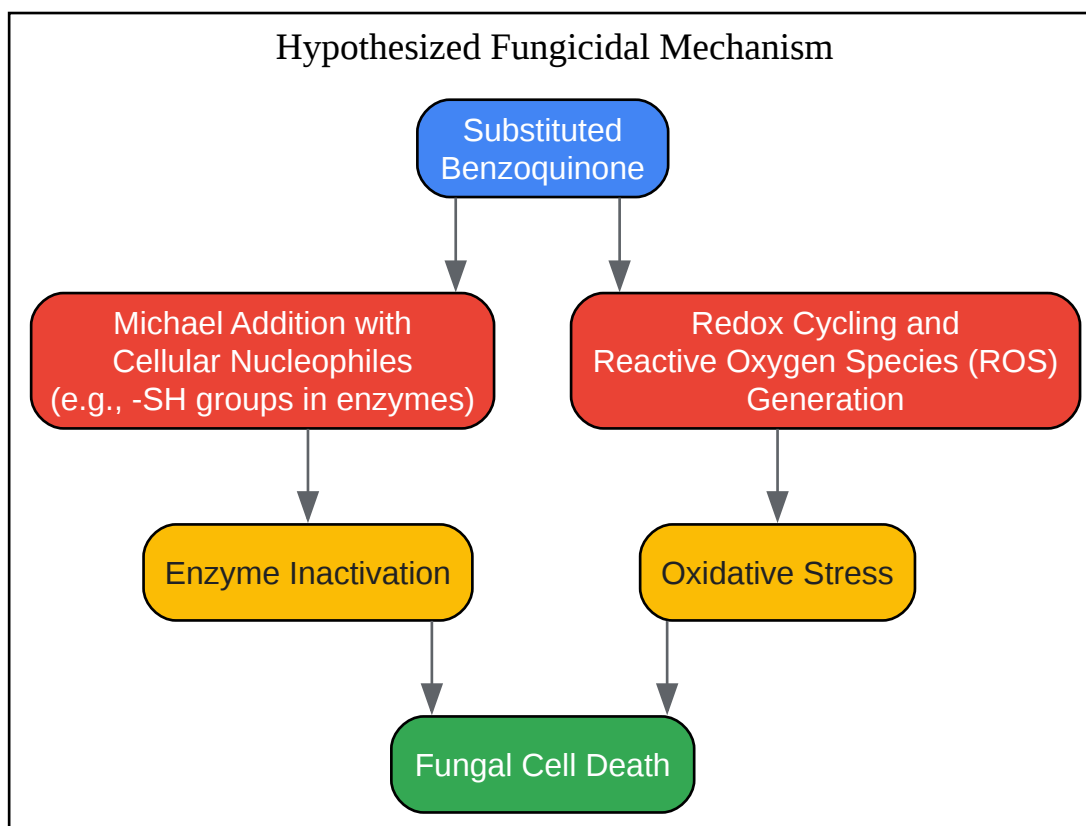 Hypothesized Fungicidal Mechanism
Substituted
Benzoquinone
Michael Addition with
Cellular Nucleophiles
(e.g., -SH groups in enzymes)
Redox Cycling and
Reactive Oxygen Species (ROS)
Generation
Enzyme Inactivation
Oxidative Stress
Fungal Cell Death